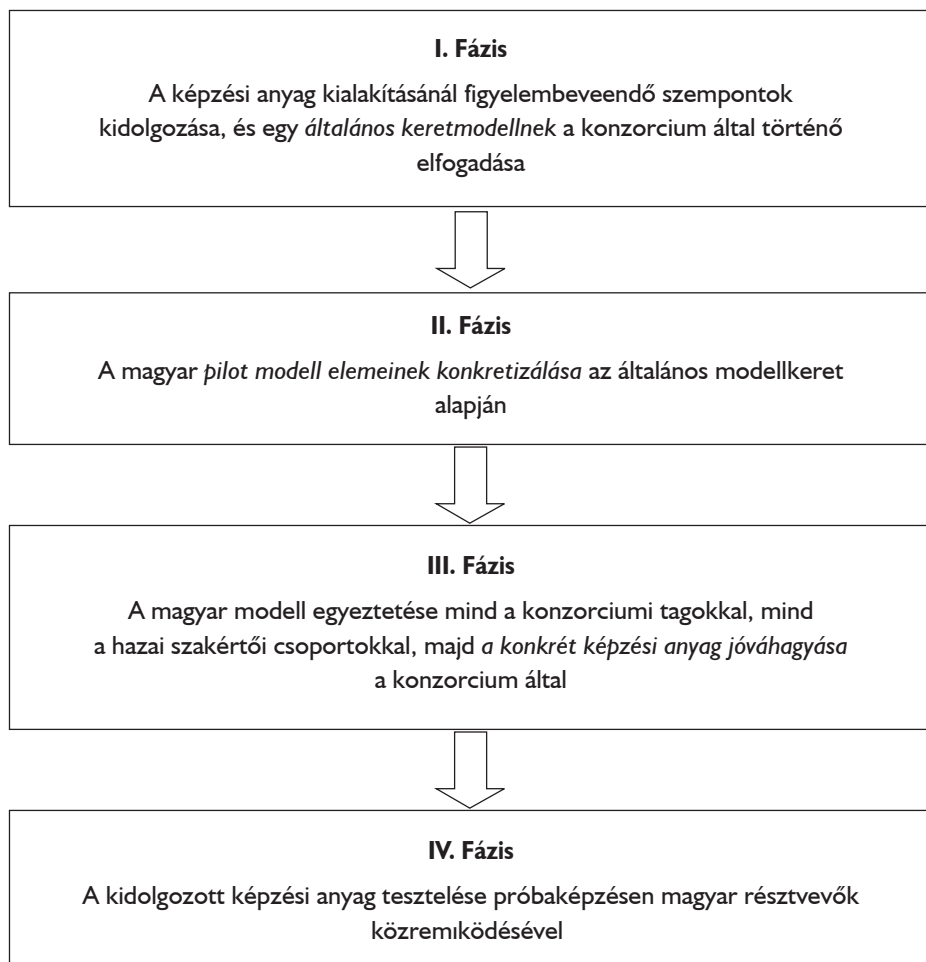 I. Fázis
A képzési anyag kialakításánál figyelembeveendő szempontok
kidolgozása, és egy általános keretmodellnek a konzorcium által történő
elfogadása
II. Fázis
A magyar pilot modell elemeinek konkretizálása az általános modellkeret
alapján
III. Fázis
A magyar modell egyeztetése mind a konzorciumi tagokkal, mind
a hazai szakértői csoportokkal, majd a konkrét képzési anyag jóváhagyása
a konzorcium által
IV. Fázis
A kidolgozott képzési anyag tesztelése próbaképzésen magyar résztvevők
közremıködésével